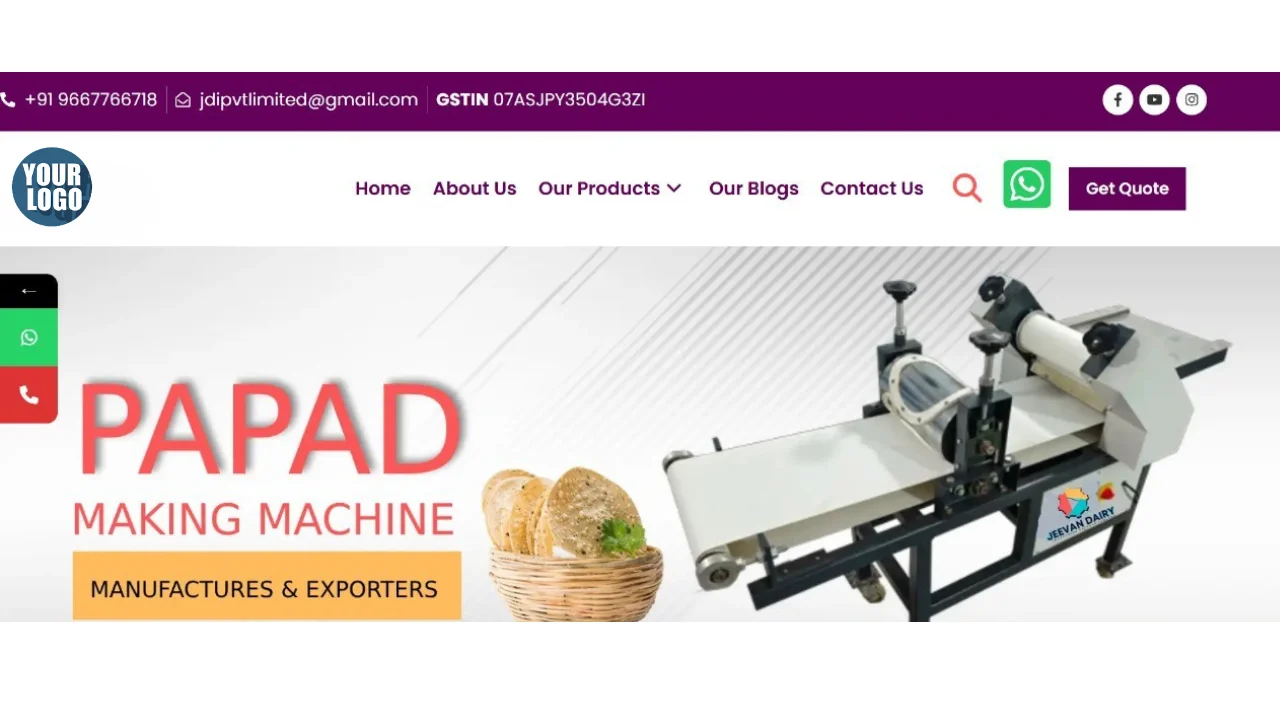 +91 9667766718 jdipvtlimited@gmail.com GSTIN 07ASJPY3504G3ZI
YOUR
LOGO
Home About Us Our Products Our Blogs Contact Us Get Quote
PAPAD
MAKING MACHINE
MANUFACTURES & EXPORTERS
JEEVAN DAIRY